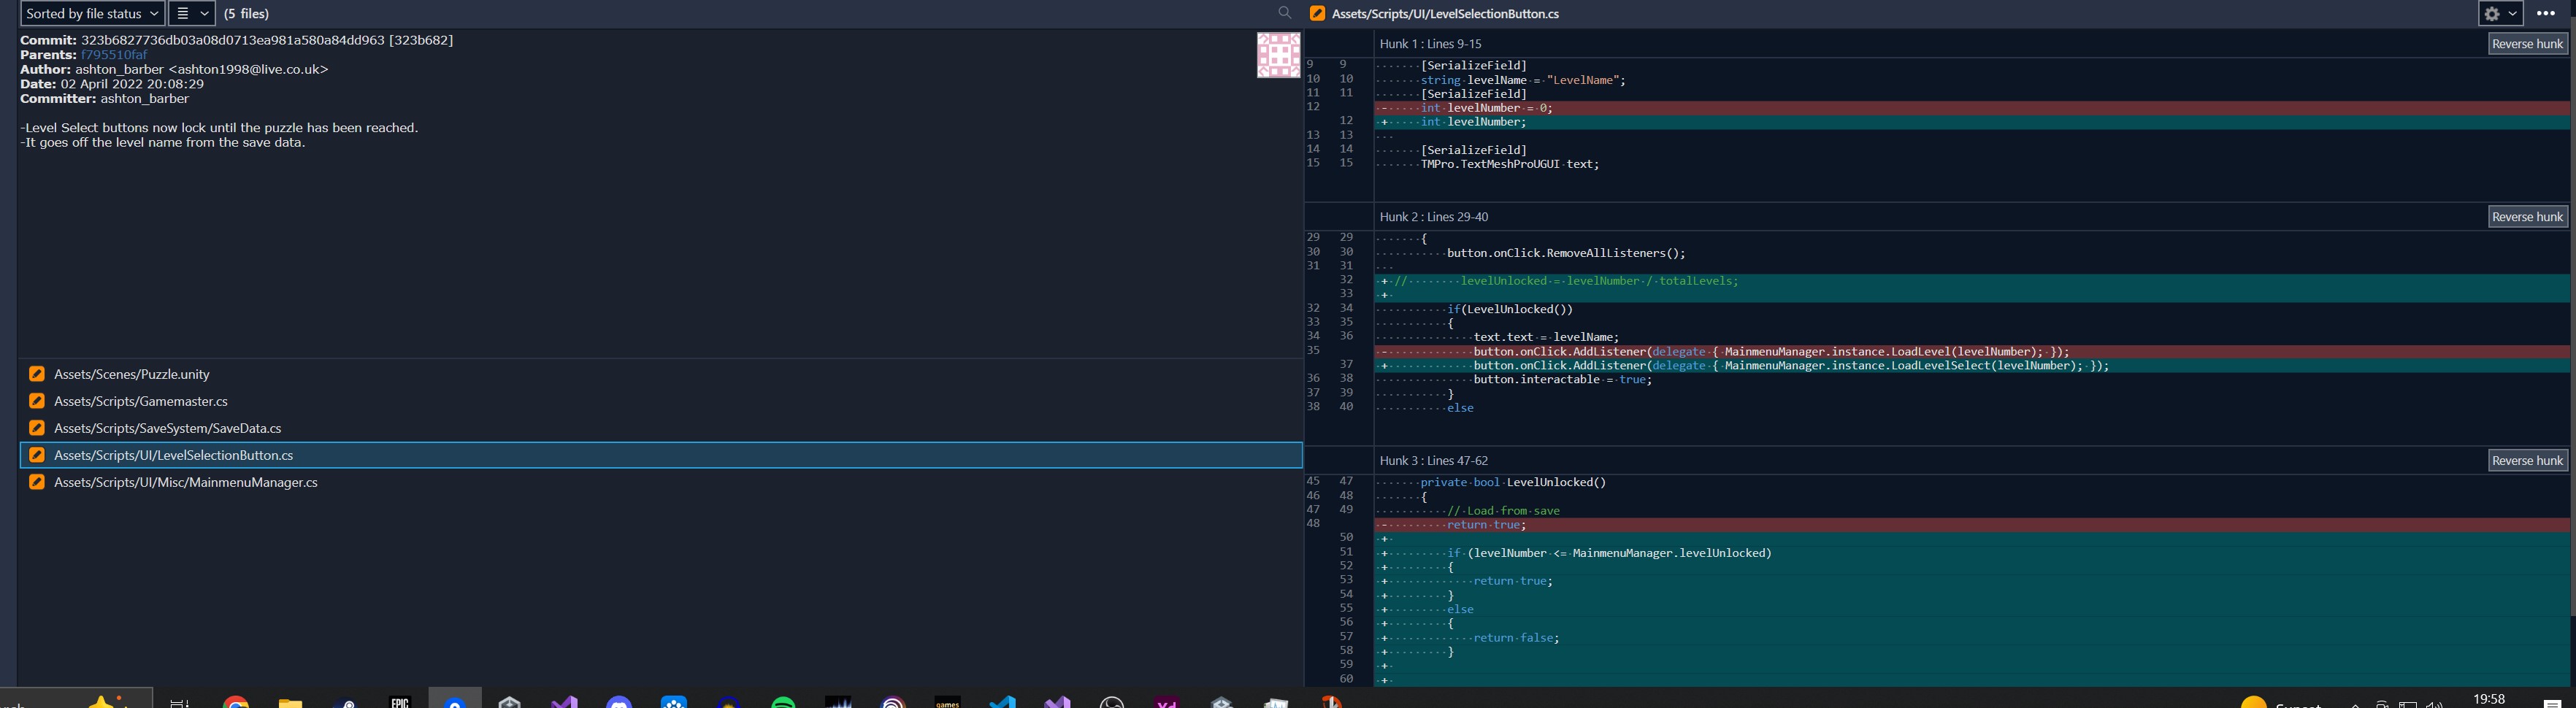 Sorted by file status
(5 files)
Commit: 323b6827736db03a08d0713ea981a580a84dd963 [323b682]
Parents: f795510faf
Author: ashton_barber <ashton1998@live.co.uk>
Date: 02 April 2022 20:08:29
Committer: ashton_barber
-Level Select buttons now lock until the puzzle has been reached.
-It goes off the level name from the save data.
Assets/Scenes/Puzzle.unity
Assets/Scripts/Gamemaster.cs
Assets/Scripts/SaveSystem/SaveData.cs
Assets/Scripts/UI/LevelSelectionButton.cs
Assets/Scripts/UI/Misc/MainmenuManager.cs
Assets/Scripts/UI/LevelSelectionButton.cs
Hunk 1 : Lines 9-15
Reverse hunk
9 9 [SerializeField]
10 10 string levelName = "LevelName";
11 11 [SerializeField]
12 - int levelNumber = 0;
12 + int levelNumber;
13 13
14 14 [SerializeField]
15 15 TMPro.TextMeshProUGUI text;
Hunk 2 : Lines 29-40
Reverse hunk
29 29 {
30 30 button.onClick.RemoveAllListeners();
31 31
32 + // levelUnlocked = levelNumber / totalLevels;
33 +
32 34 if(LevelUnlocked())
33 35 {
34 36 text.text = levelName;
35 - button.onClick.AddListener(delegate { MainmenuManager.instance.LoadLevel(levelNumber); });
37 + button.onClick.AddListener(delegate { MainmenuManager.instance.LoadLevelSelect(levelNumber); });
36 38 button.interactable = true;
37 39 }
38 40 else
Hunk 3 : Lines 47-62
Reverse hunk
45 47 private bool LevelUnlocked()
46 48 {
47 49 // Load from save
48 - return true;
50 +
51 + if (levelNumber <= MainmenuManager.levelUnlocked)
52 + {
53 + return true;
54 + }
55 + else
56 + {
57 + return false;
58 + }
59 +
60 +
EPIC
games
Xd
19:58